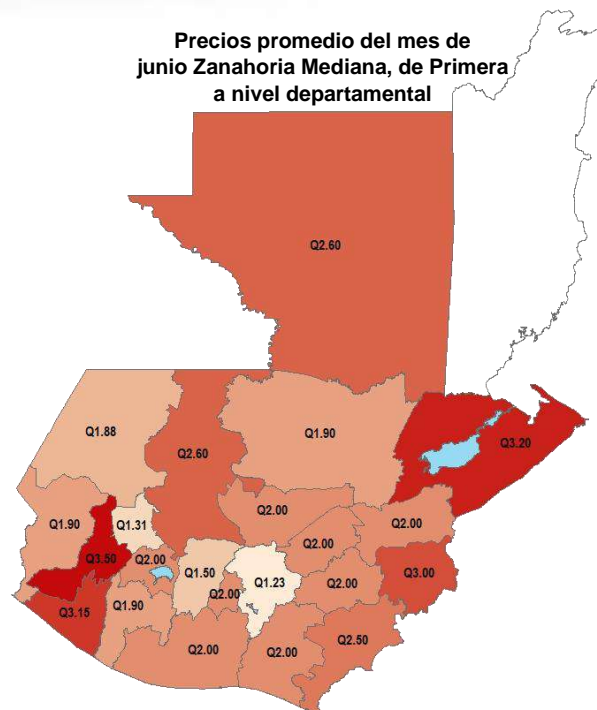 Precios promedio del mes de
junio Zanahoria Mediana, de Primera
a nivel departamental
Q2.60
Q1.88
Q2.60
Q1.90
Q3.20
Q1.90
Q1.31
Q2.00
Q2.00
Q2.00
Q3.50
Q2.00
Q1.50
Q1.23
Q2.00
Q3.00
Q2.00
Q3.15
Q1.90
Q2.00
Q2.00
Q2.50